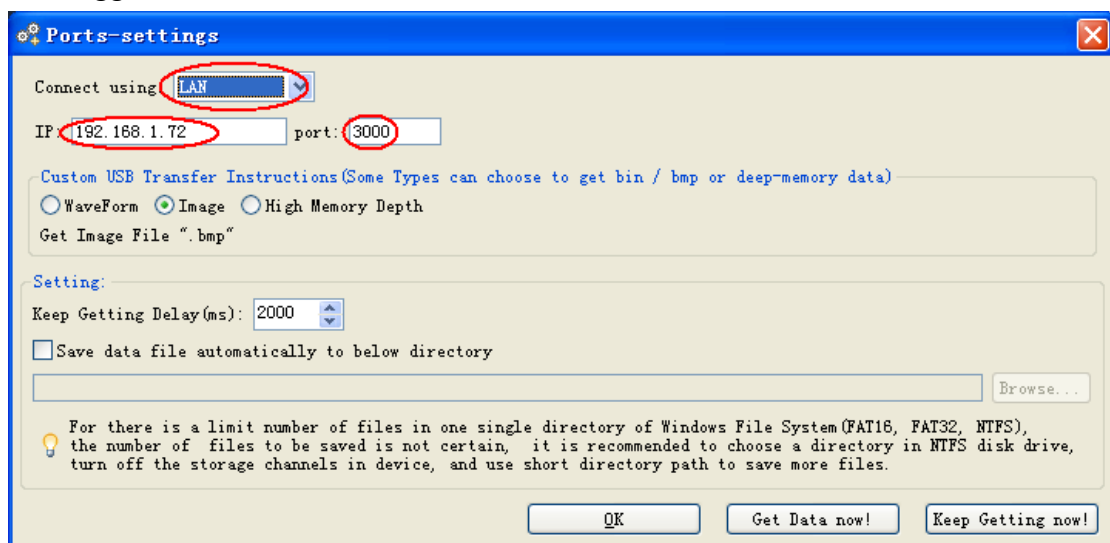 Ports-settings
Connect using: LAN
IP: 192.168.1.72 port: 3000
Custom USB Transfer Instructions(Some Types can choose to get bin / bmp or deep-memory data)
WaveForm Image High Memory Depth
Get Image File ".bmp"
Setting:
Keep Getting Delay(ms): 2000
Save data file automatically to below directory
Browse...
For there is a limit number of files in one single directory of Windows File System(FAT16, FAT32, NTFS),
the number of files to be saved is not certain, it is recommended to choose a directory in NTFS disk drive,
turn off the storage channels in device, and use short directory path to save more files.
OK Get Data now! Keep Getting now!